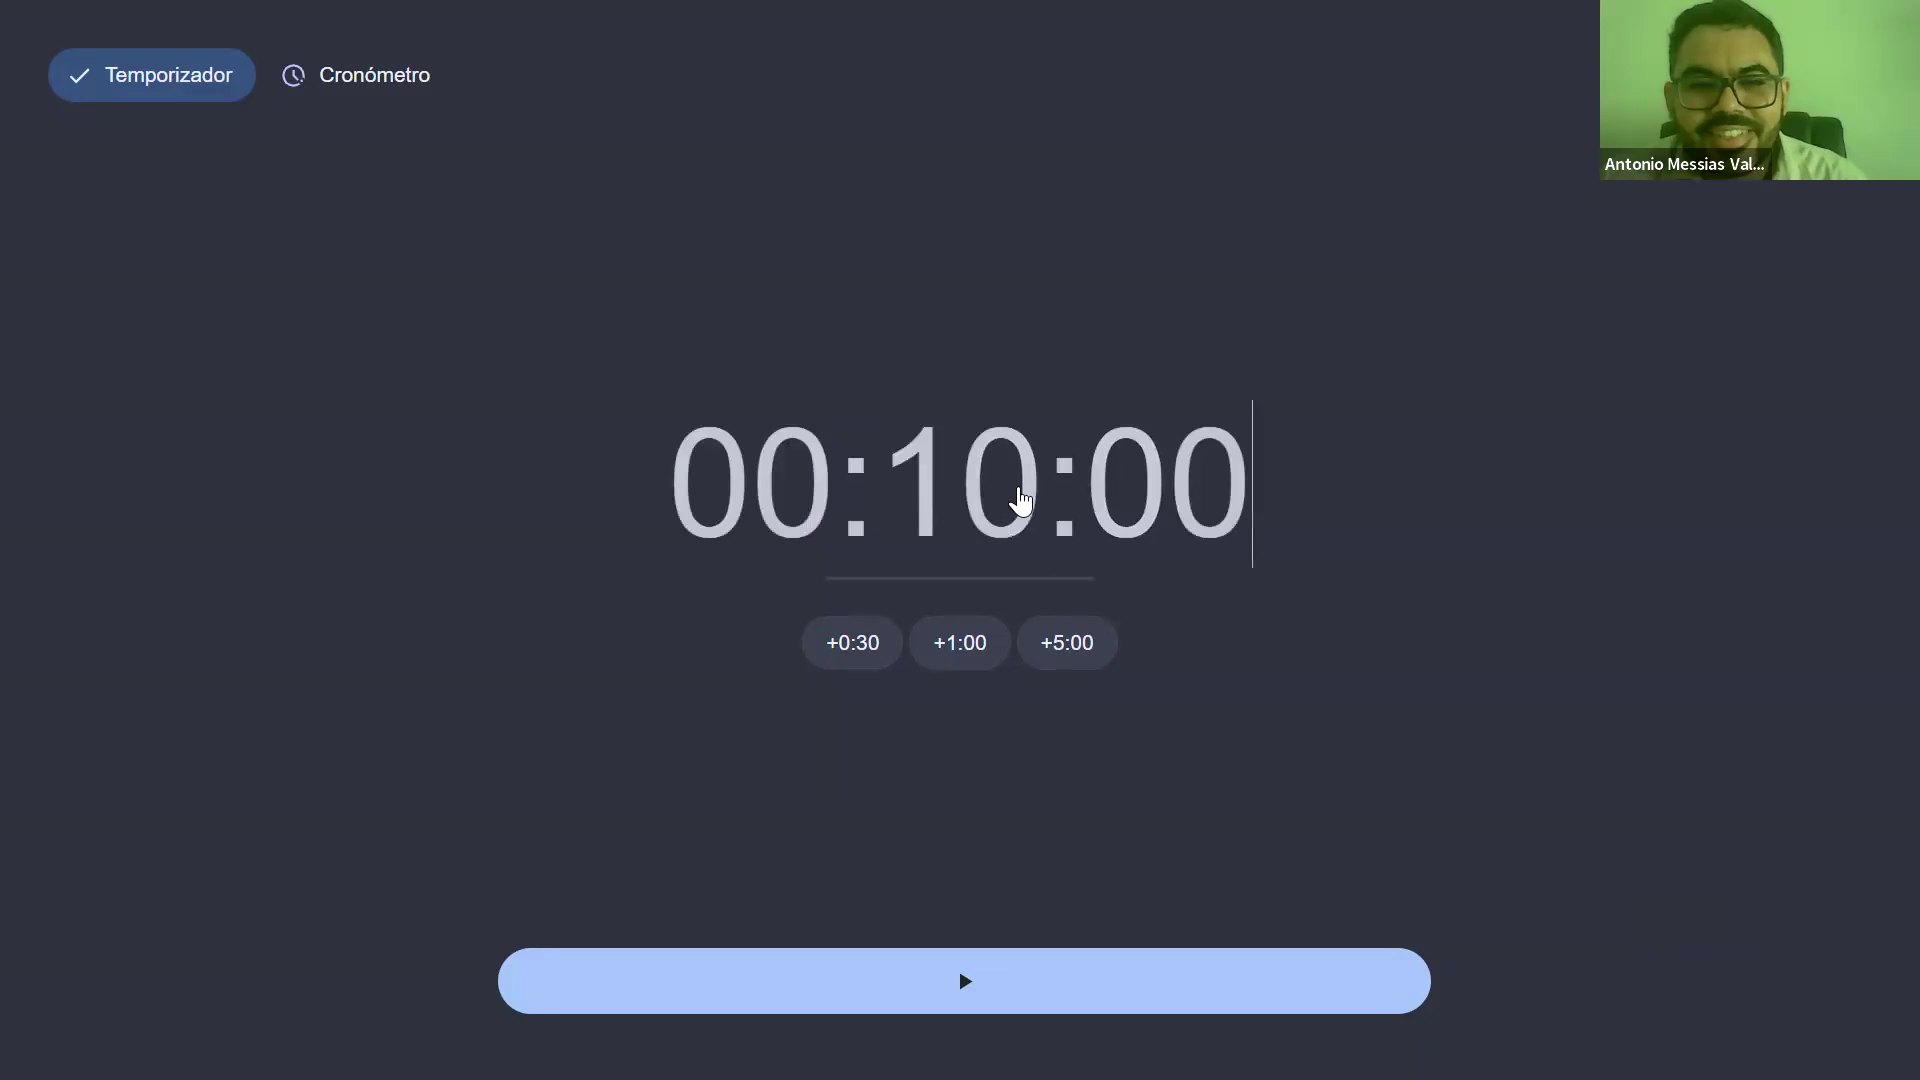 Temporizador
Cronómetro
Antonio Messias Val...
00:10:00
+0:30
+1:00
+5:00